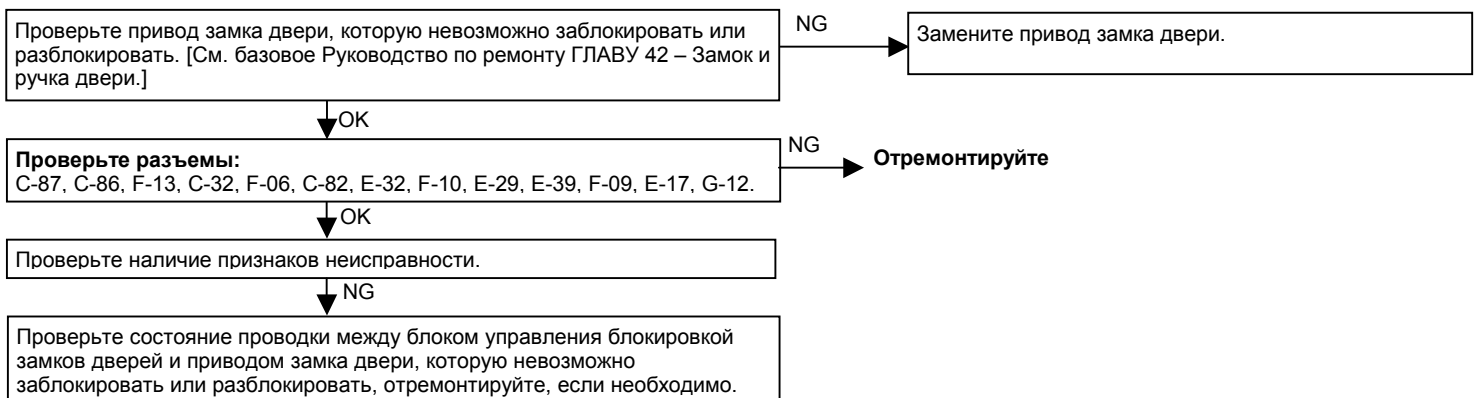 Проверьте привод замка двери, которую невозможно заблокировать или
разблокировать. [См. базовое Руководство по ремонту ГЛАВУ 42 – Замок и
ручка двери.]
NG
Замените привод замка двери.
OK
Проверьте разъемы:
C-87, C-86, F-13, C-32, F-06, C-82, E-32, F-10, E-29, E-39, F-09, E-17, G-12.
NG
Отремонтируйте
OK
Проверьте наличие признаков неисправности.
NG
Проверьте состояние проводки между блоком управления блокировкой
замков дверей и приводом замка двери, которую невозможно
заблокировать или разблокировать, отремонтируйте, если необходимо.